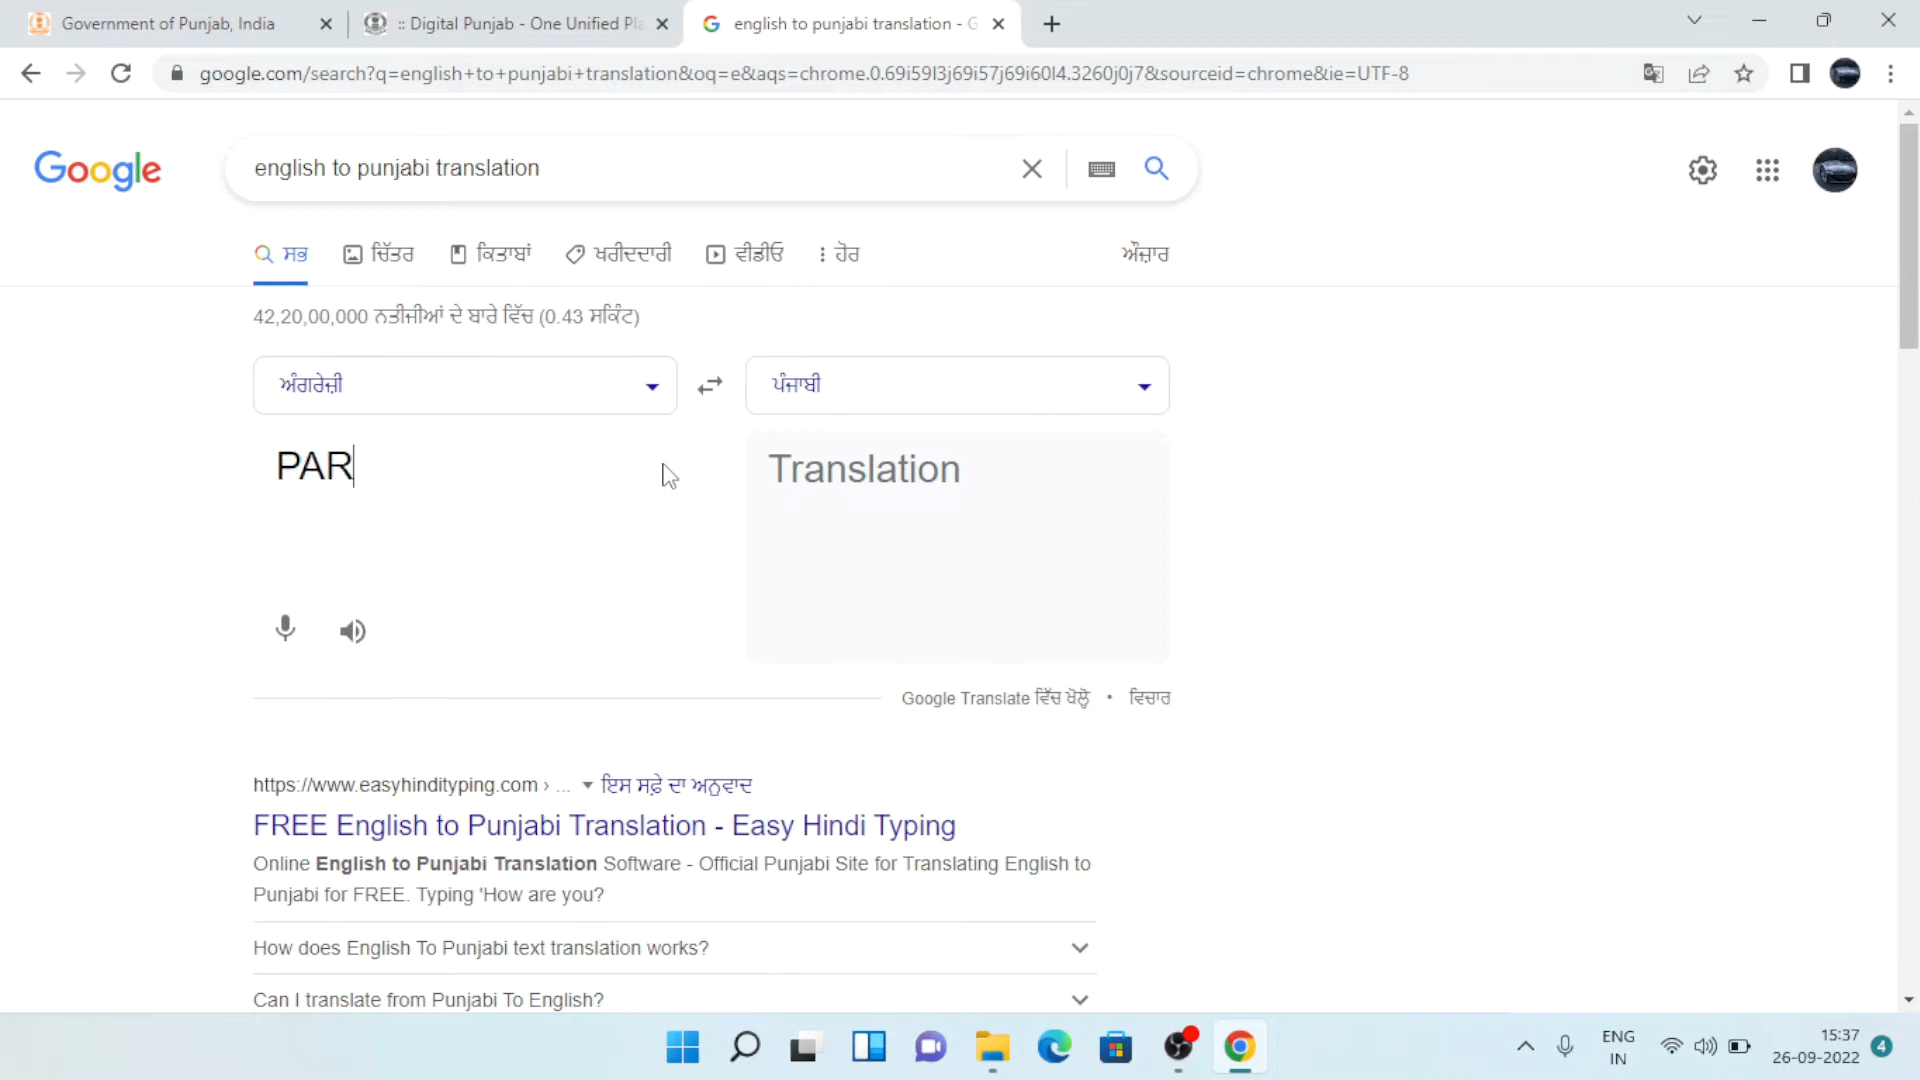 Government of Punjab, India
:: Digital Punjab - One Unified Pla
english to punjabi translation - G
google.com/search?q=english+to+punjabi+translation&oq=e&aqs=chrome.0.69i59l3j69i57j69i60l4.3260j0j7&sourceid=chrome&ie=UTF-8
Google
english to punjabi translation
ਸਭ ਚਿੱਤਰ ਕਿਤਾਬਾਂ ਖਰੀਦਦਾਰੀ ਵੀਡੀਓ ਹੋਰ ਔਜ਼ਾਰ
42,20,00,000 ਨਤੀਜੀਆਂ ਦੇ ਬਾਰੇ ਵਿੱਚ (0.43 ਸਕਿੰਟ)
ਅੰਗਰੇਜ਼ੀ ਪੰਜਾਬੀ
PAR Translation
Google Translate ਵਿੱਚ ਖੋਲ੍ਹੋ • ਵਿਚਾਰ
https://www.easyhindityping.com › ... ਇਸ ਸਫ਼ੇ ਦਾ ਅਨੁਵਾਦ
FREE English to Punjabi Translation - Easy Hindi Typing
Online English to Punjabi Translation Software - Official Punjabi Site for Translating English to
Punjabi for FREE. Typing 'How are you?
How does English To Punjabi text translation works?
Can I translate from Punjabi To English?
ENG 15:37
IN 26-09-2022 4